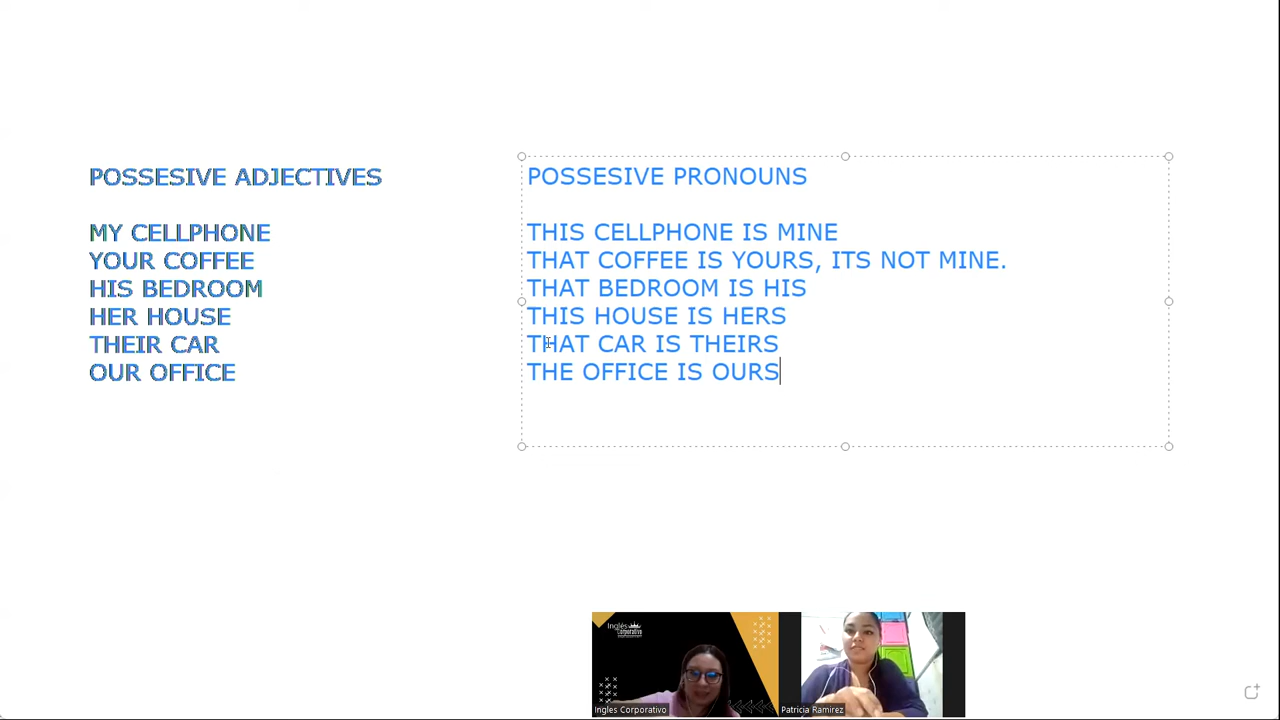 POSSESIVE ADJECTIVES
MY CELLPHONE
YOUR COFFEE
HIS BEDROOM
HER HOUSE
THEIR CAR
OUR OFFICE
POSSESIVE PRONOUNS
THIS CELLPHONE IS MINE
THAT COFFEE IS YOURS, ITS NOT MINE.
THAT BEDROOM IS HIS
THIS HOUSE IS HERS
THAT CAR IS THEIRS
THE OFFICE IS OURS
Inglés
Corporativo
Ingles Corporativo
Patricia Ramirez